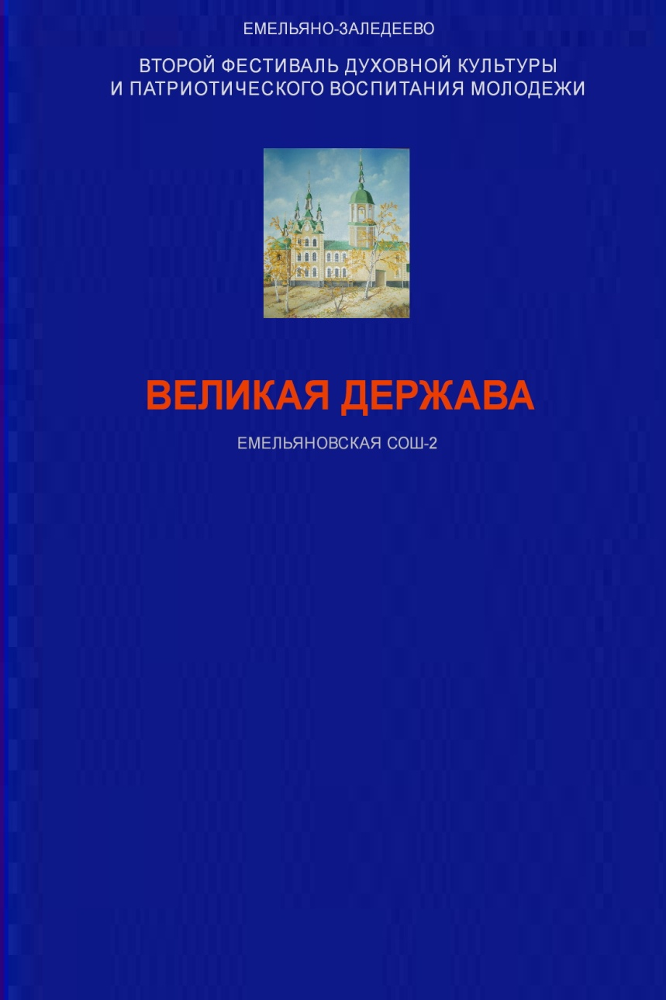 ЕМЕЛЬЯНО-ЗАЛЕДЕЕВО
ВТОРОЙ ФЕСТИВАЛЬ ДУХОВНОЙ КУЛЬТУРЫ
И ПАТРИОТИЧЕСКОГО ВОСПИТАНИЯ МОЛОДЕЖИ
ВЕЛИКАЯ ДЕРЖАВА
ЕМЕЛЬЯНОВСКАЯ СОШ-2